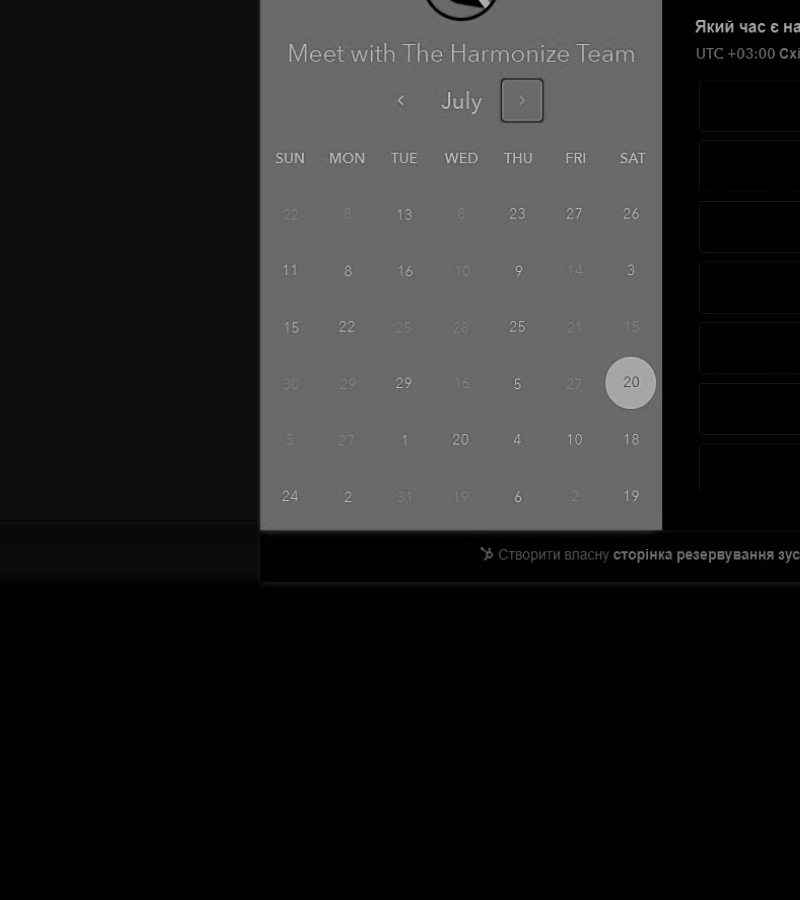 Meet with The Harmonize Team
July
SUN MON TUE WED THU FRI SAT
22 8 13 8 23 27 26
11 8 16 10 9 14 3
15 22 25 28 25 21 15
30 29 29 16 5 27 20
5 27 1 20 4 10 18
24 2 31 19 6 2 19
Який час є
UTC +03:00
Створити власну сторінка резервування